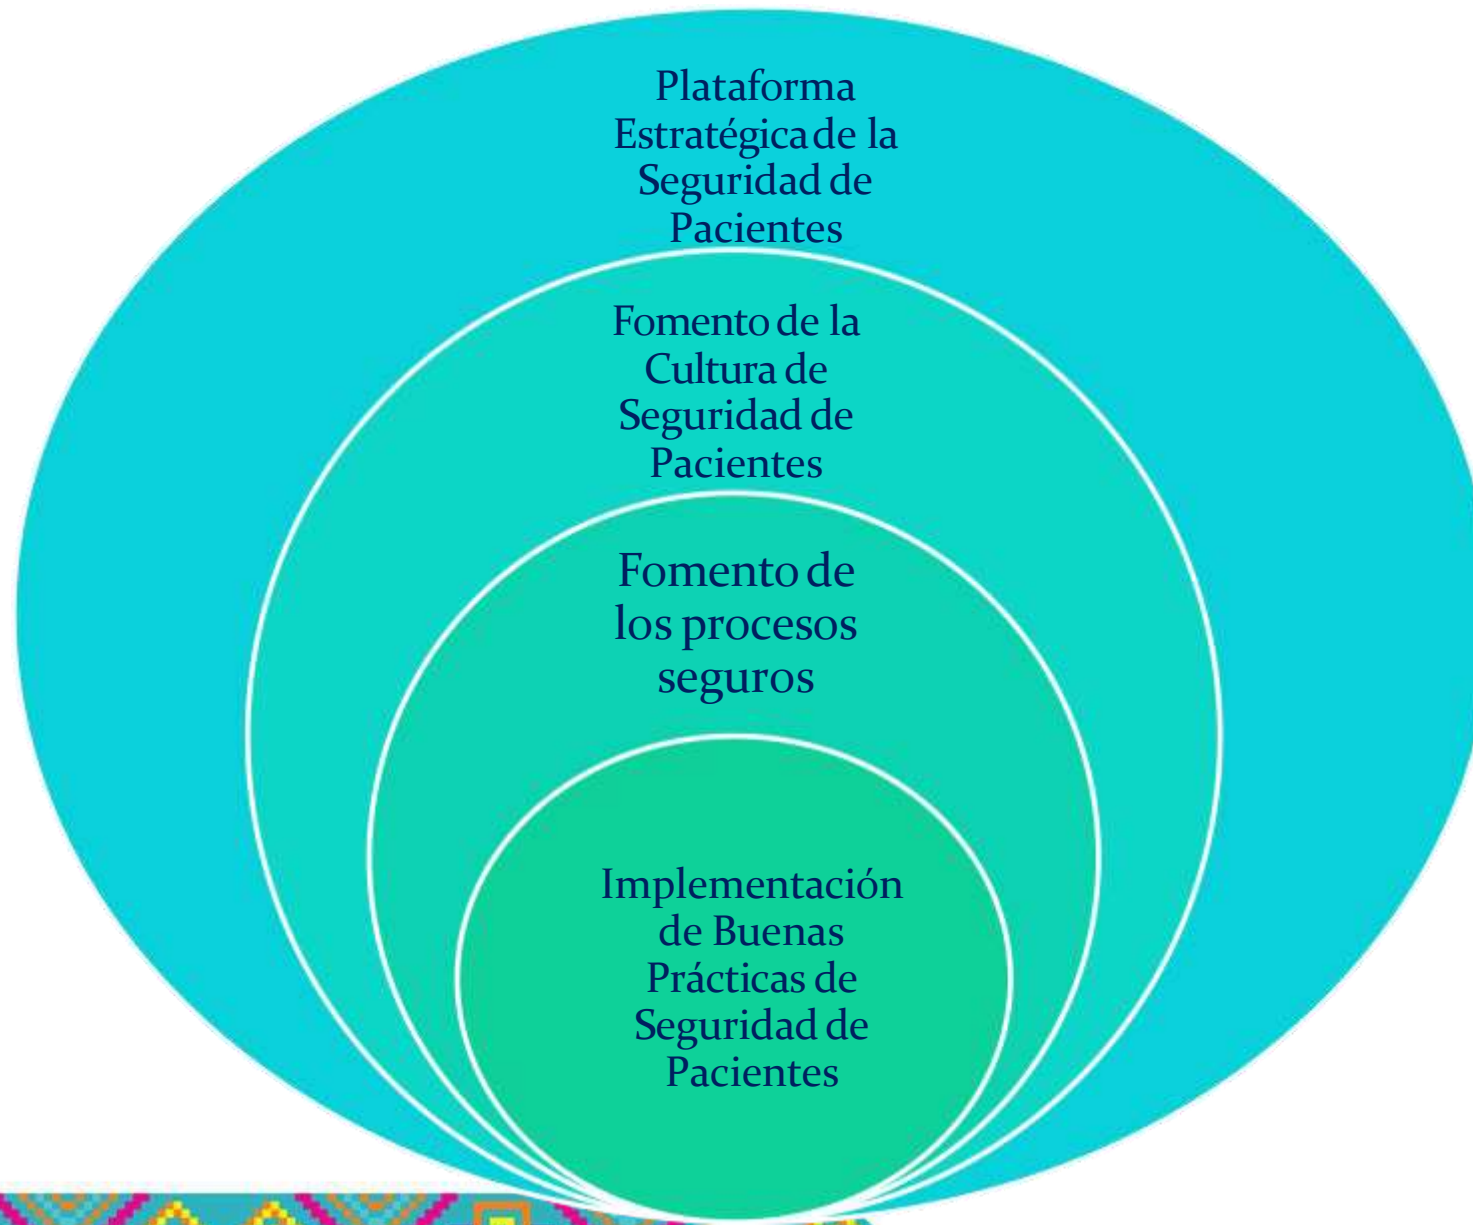 Plataforma
Estratégica de la
Seguridad de
Pacientes
Fomento de la
Cultura de
Seguridad de
Pacientes
Fomento de
los procesos
seguros
Implementación
de Buenas
Prácticas de
Seguridad de
Pacientes